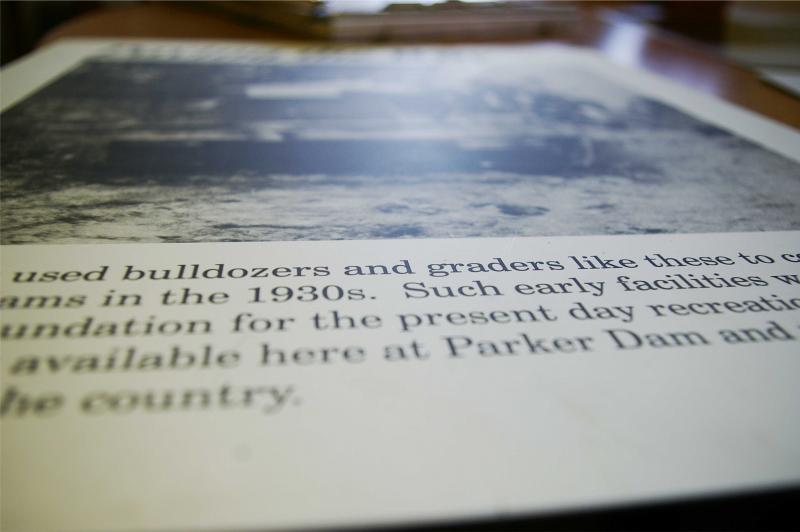 used bulldozers and graders like these to c
ams in the 1930s. Such early facilities w
undation for the present day recreatio
available here at Parker Dam and
he country.